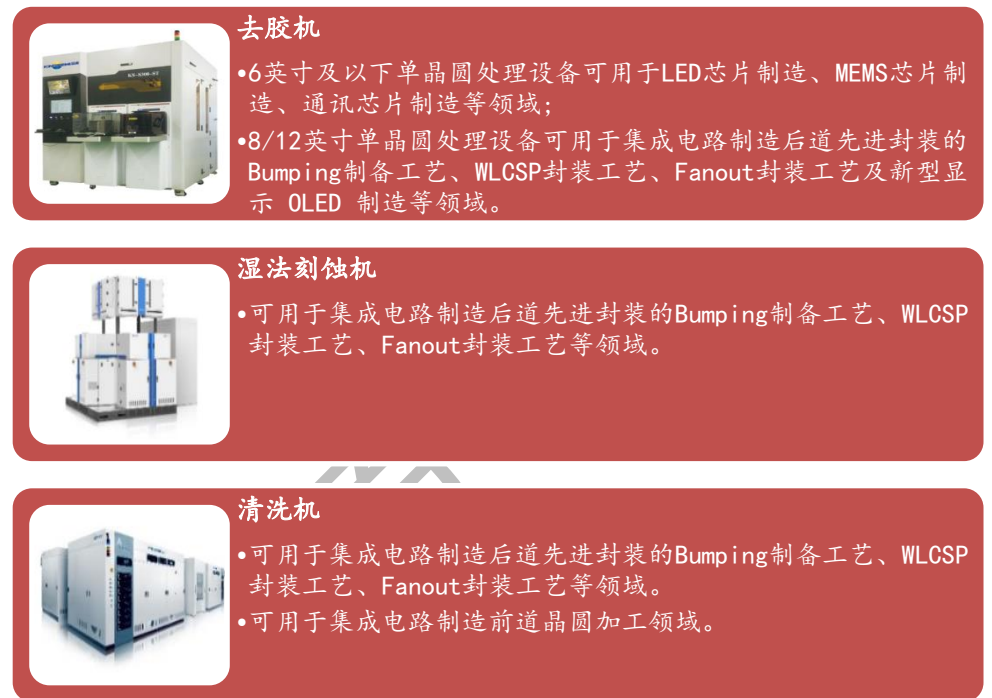 去胶机
•6英寸及以下单晶圆处理设备可用于LED芯片制造、MEMS芯片制
造、通讯芯片制造等领域；
•8/12英寸单晶圆处理设备可用于集成电路制造后道先进封装的
Bumping制备工艺、WLCSP封装工艺、Fanout封装工艺及新型显
示 OLED 制造等领域。
湿法刻蚀机
•可用于集成电路制造后道先进封装的Bumping制备工艺、WLCSP
封装工艺、Fanout封装工艺等领域。
清洗机
•可用于集成电路制造后道先进封装的Bumping制备工艺、WLCSP
封装工艺、Fanout封装工艺等领域。
•可用于集成电路制造前道晶圆加工领域。